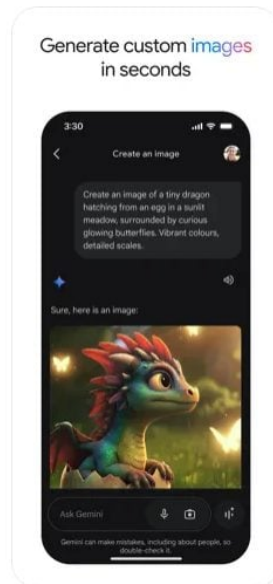 Generate custom images
in seconds
3:30
Create an image
Create an image of a tiny dragon
hatching from an egg in a sunlit
meadow, surrounded by curious
glowing butterflies. Vibrant colours,
detailed scales.
Sure, here is an image:
Ask Gemini
Gemini can make mistakes, including about people, so
double-check it.